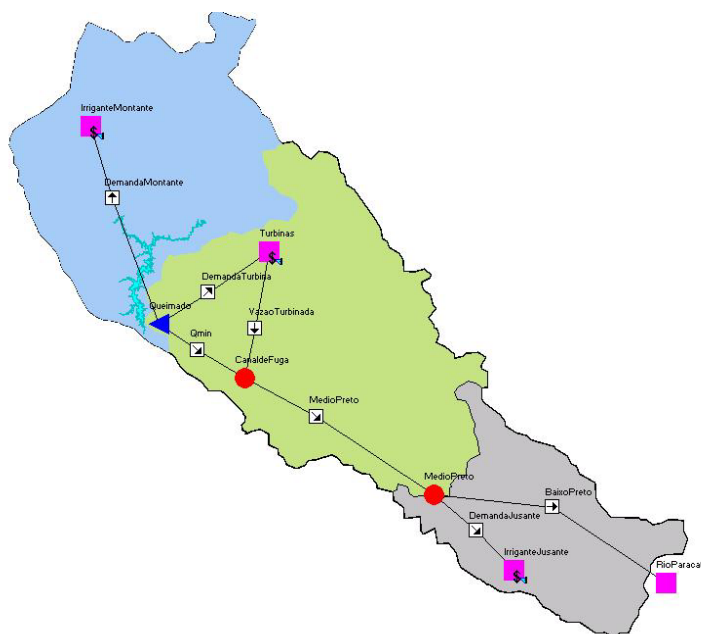 IrriganteMontante
$
DemandaMontante
Turbinas
$
DemandaTurbina
Queimado
VazaoTurbinada
Qmin
CanaldeFuga
MedioPreto
MedioPreto
BaixoPreto
DemandaJusante
IrriganteJusante
$
RioParacat